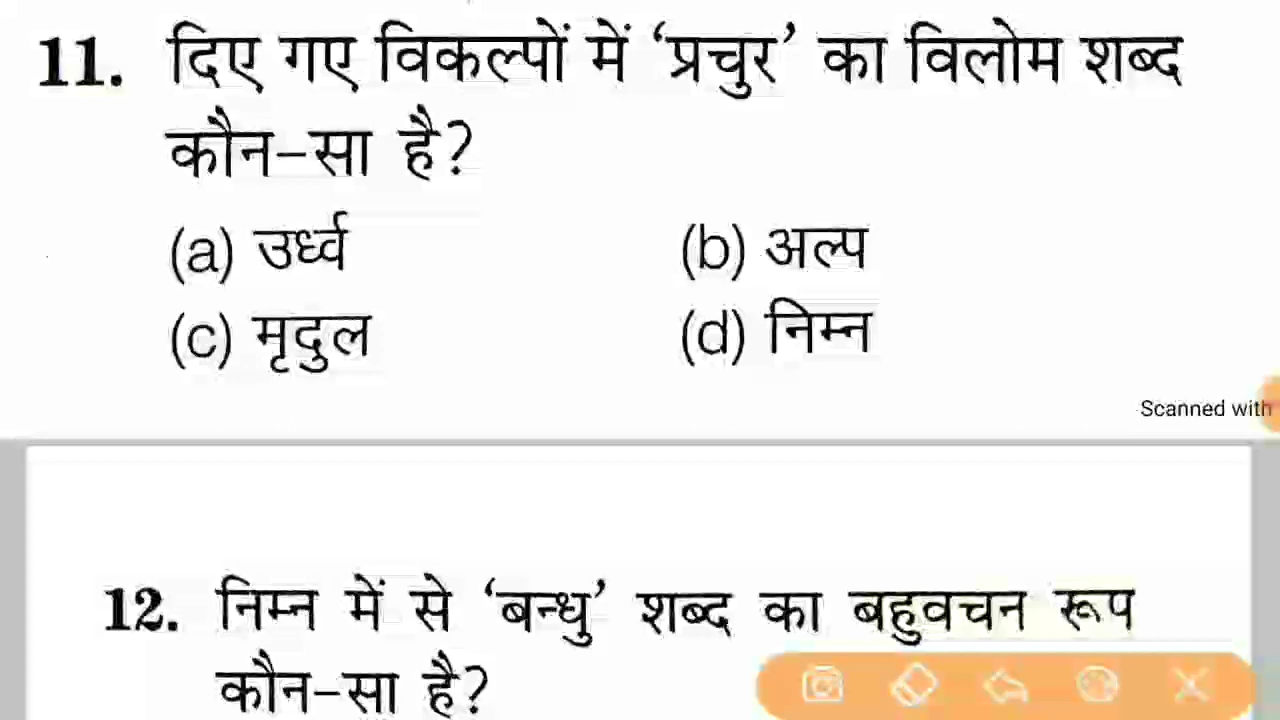 11. दिए गए विकल्पों में ‘प्रचुर’ का विलोम शब्द
कौन-सा है?
(a) उर्ध्व (b) अल्प
(c) मृदुल (d) निम्न
Scanned with
12. निम्न में से ‘बन्धु’ शब्द का बहुवचन रूप
कौन-सा है?